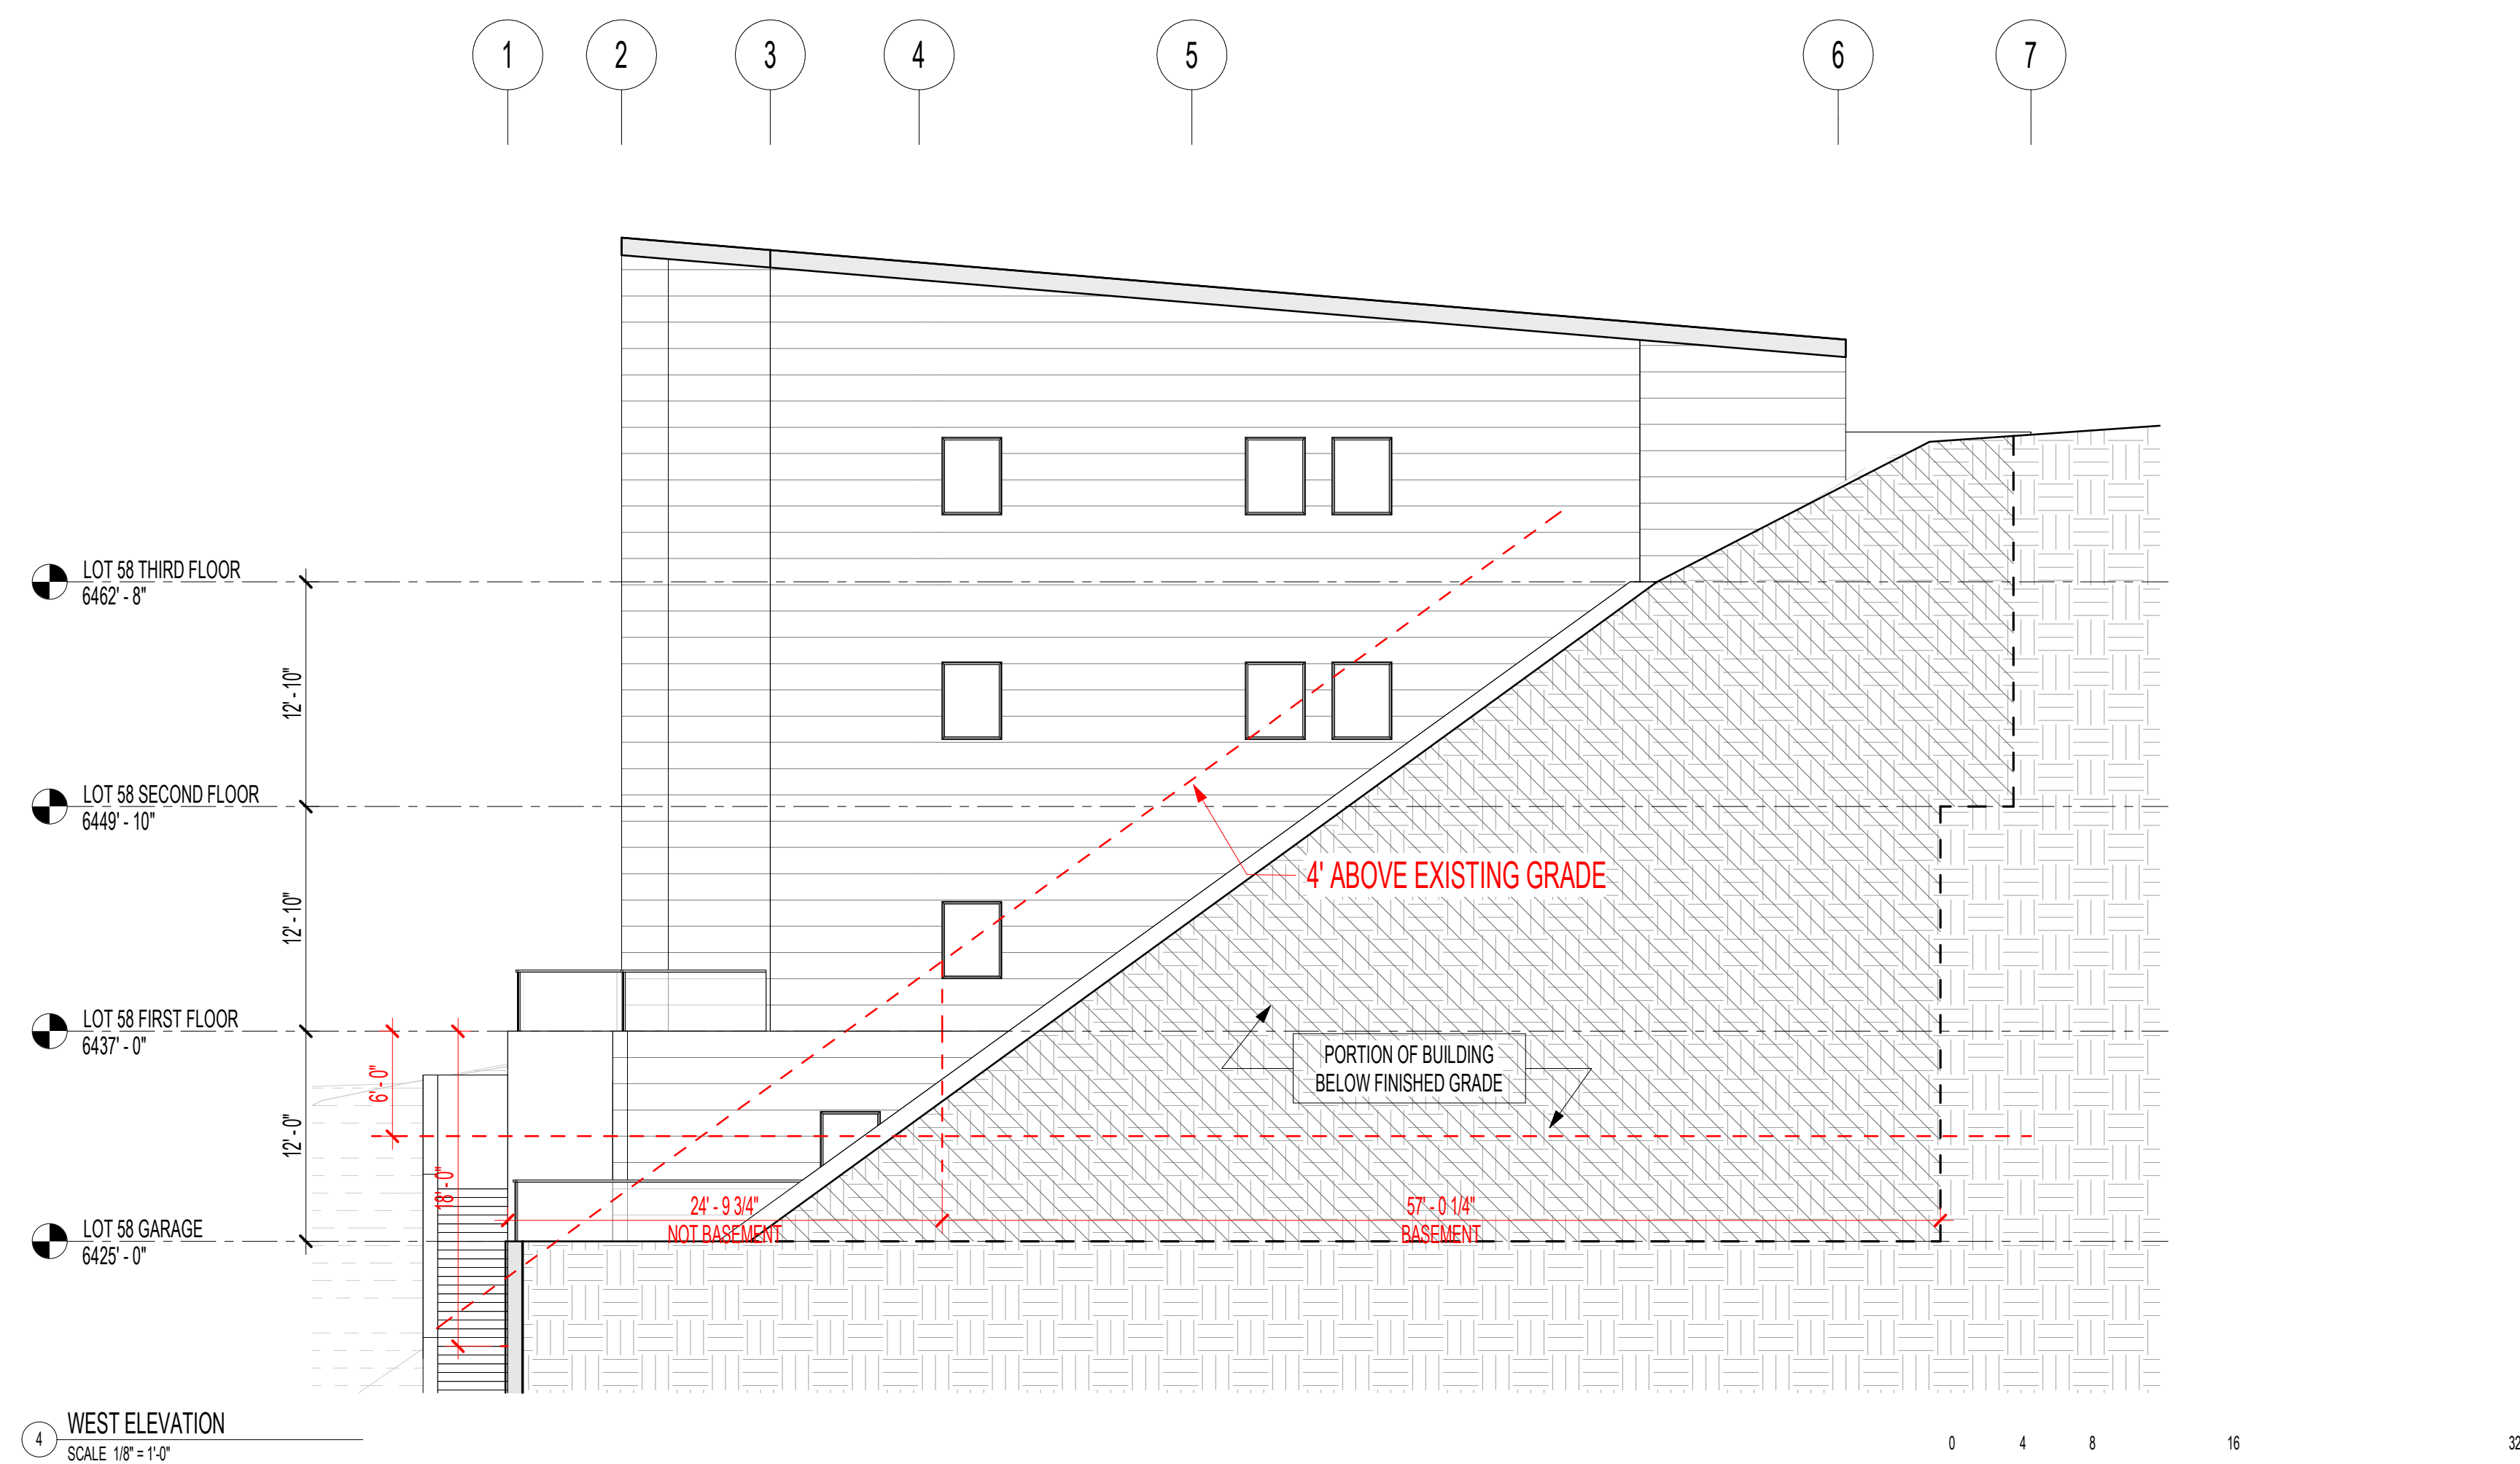 1 2 3 4 5 6 7
LOT 58 THIRD FLOOR
6462' - 8"
12' - 10"
LOT 58 SECOND FLOOR
6449' - 10"
4' ABOVE EXISTING GRADE
12' - 10"
LOT 58 FIRST FLOOR
6437' - 0"
PORTION OF BUILDING
BELOW FINISHED GRADE
6' - 0"
12' - 0"
18' - 0"
24' - 9 3/4"
NOT BASEMENT
57' - 0 1/4"
BASEMENT
LOT 58 GARAGE
6425' - 0"
4
WEST ELEVATION
SCALE 1/8" = 1'-0"
0 4 8 16 32